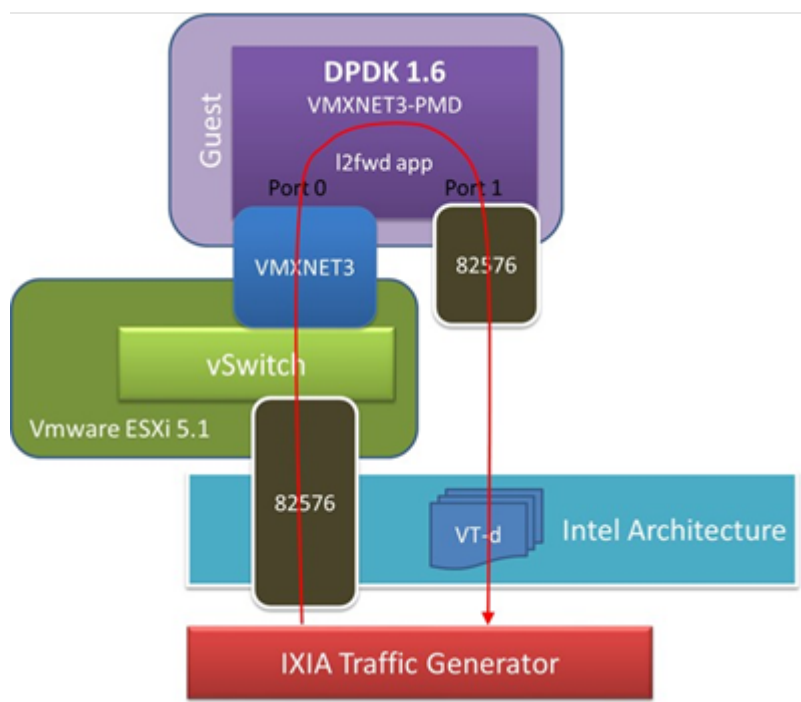 DPDK 1.6
VMXNET3-PMD
Guest
l2fwd app
Port 0
Port 1
VMXNET3
82576
vSwitch
Vmware ESXi 5.1
82576
VT-d
Intel Architecture
IXIA Traffic Generator